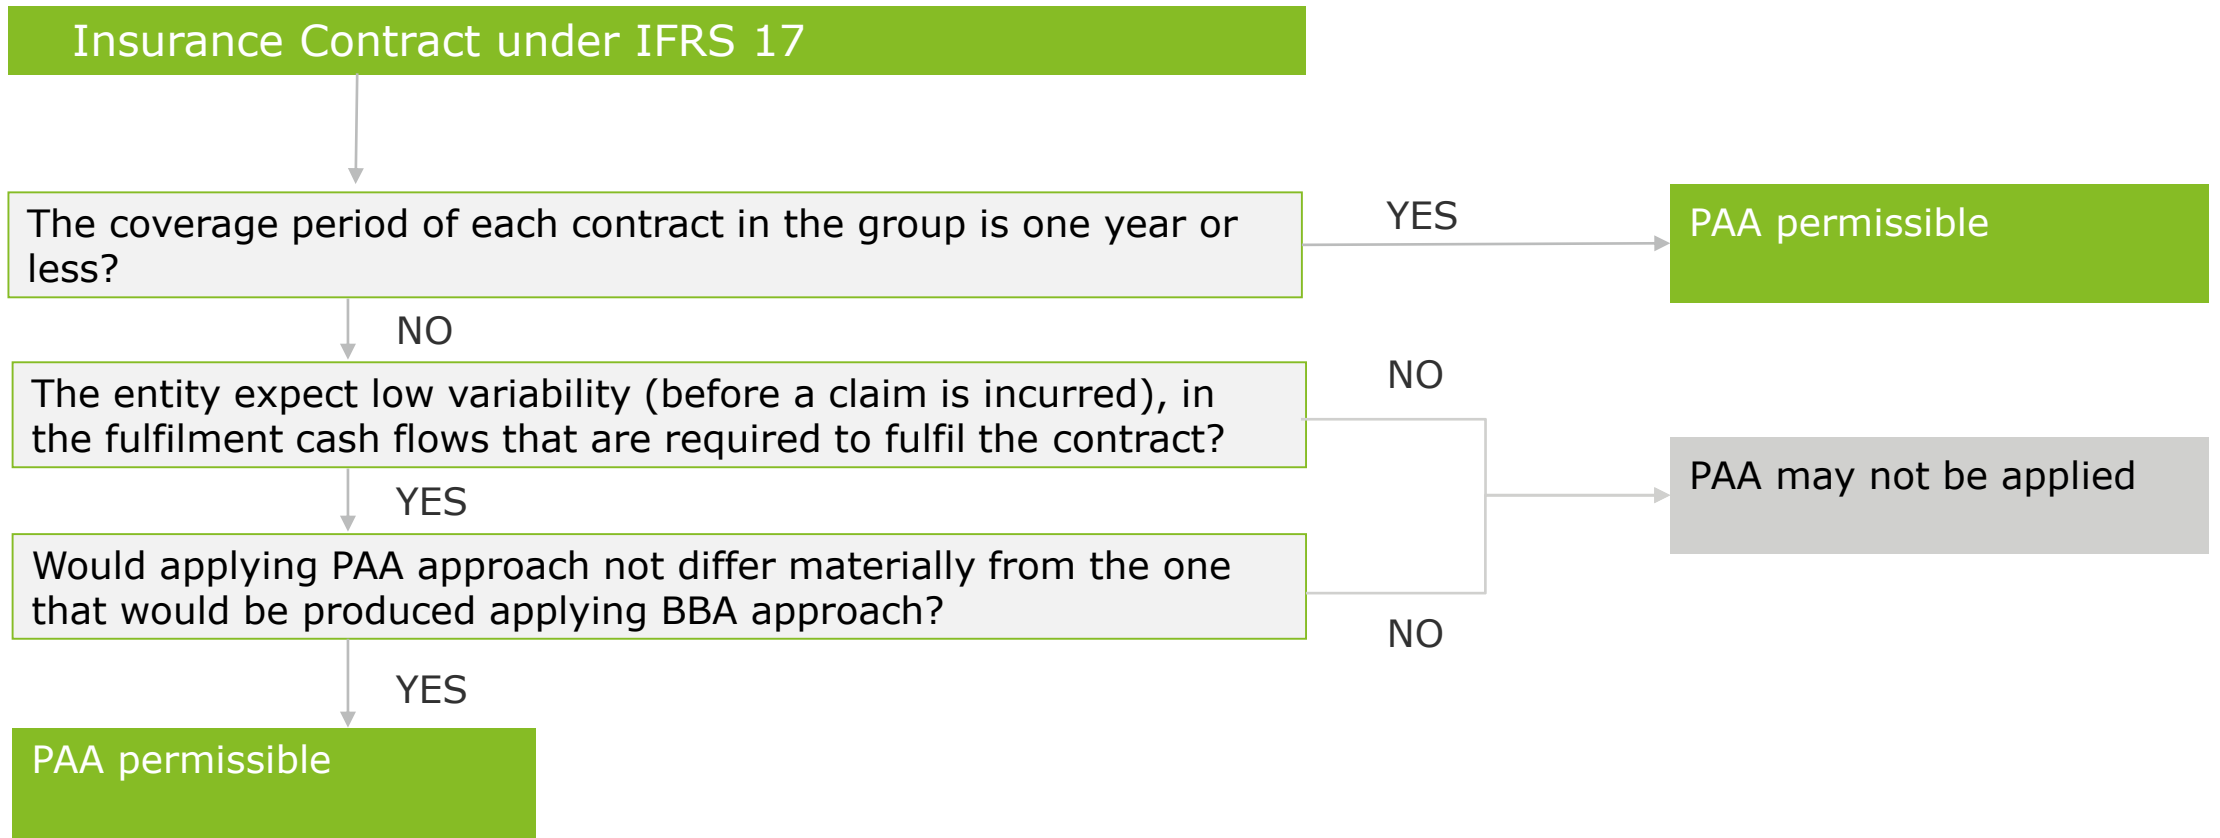 Insurance Contract under IFRS 17
The coverage period of each contract in the group is one year or
less?
YES
PAA permissible
NO
The entity expect low variability (before a claim is incurred), in
the fulfilment cash flows that are required to fulfil the contract?
NO
PAA may not be applied
YES
Would applying PAA approach not differ materially from the one
that would be produced applying BBA approach?
NO
YES
PAA permissible